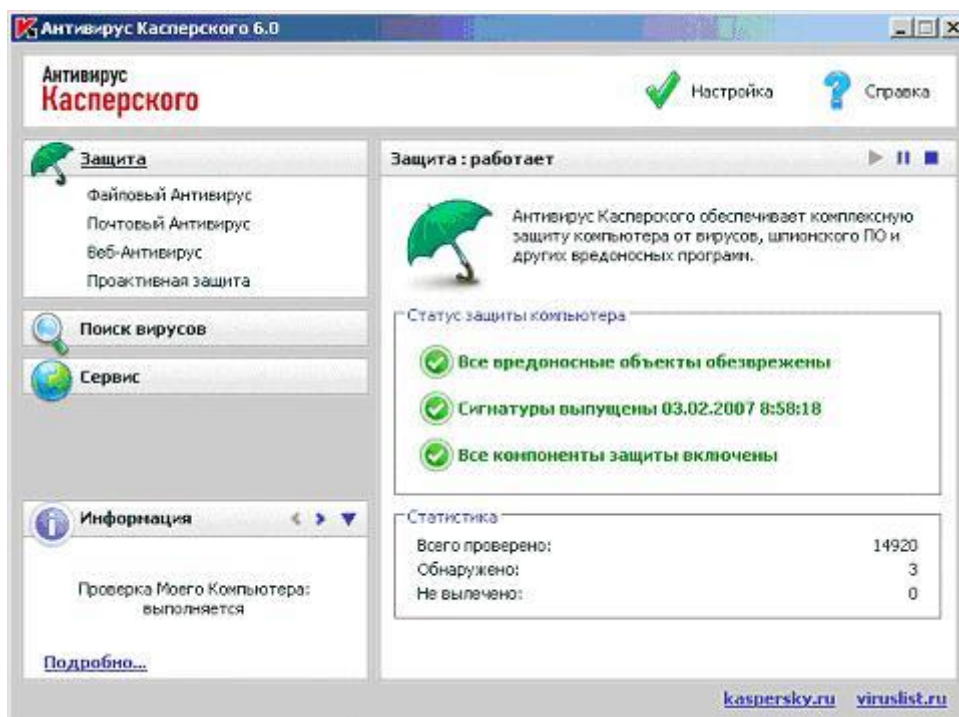 Антивирус Касперского 6.0
Антивирус
Касперского
Настройка
Справка
Защита
Файловый Антивирус
Почтовый Антивирус
Веб-Антивирус
Проактивная защита
Поиск вирусов
Сервис
Информация
Проверка Моего Компьютера:
выполняется
Подробно...
Защита : работает
Антивирус Касперского обеспечивает комплексную
защиту компьютера от вирусов, шпионского ПО и
других вредоносных программ.
Статус защиты компьютера
Все вредоносные объекты обезврежены
Сигнатуры выпущены 03.02.2007 8:58:18
Все компоненты защиты включены
Статистика
Всего проверено: 14920
Обнаружено: 3
Не вылечено: 0
kaspersky.ru viruslist.ru